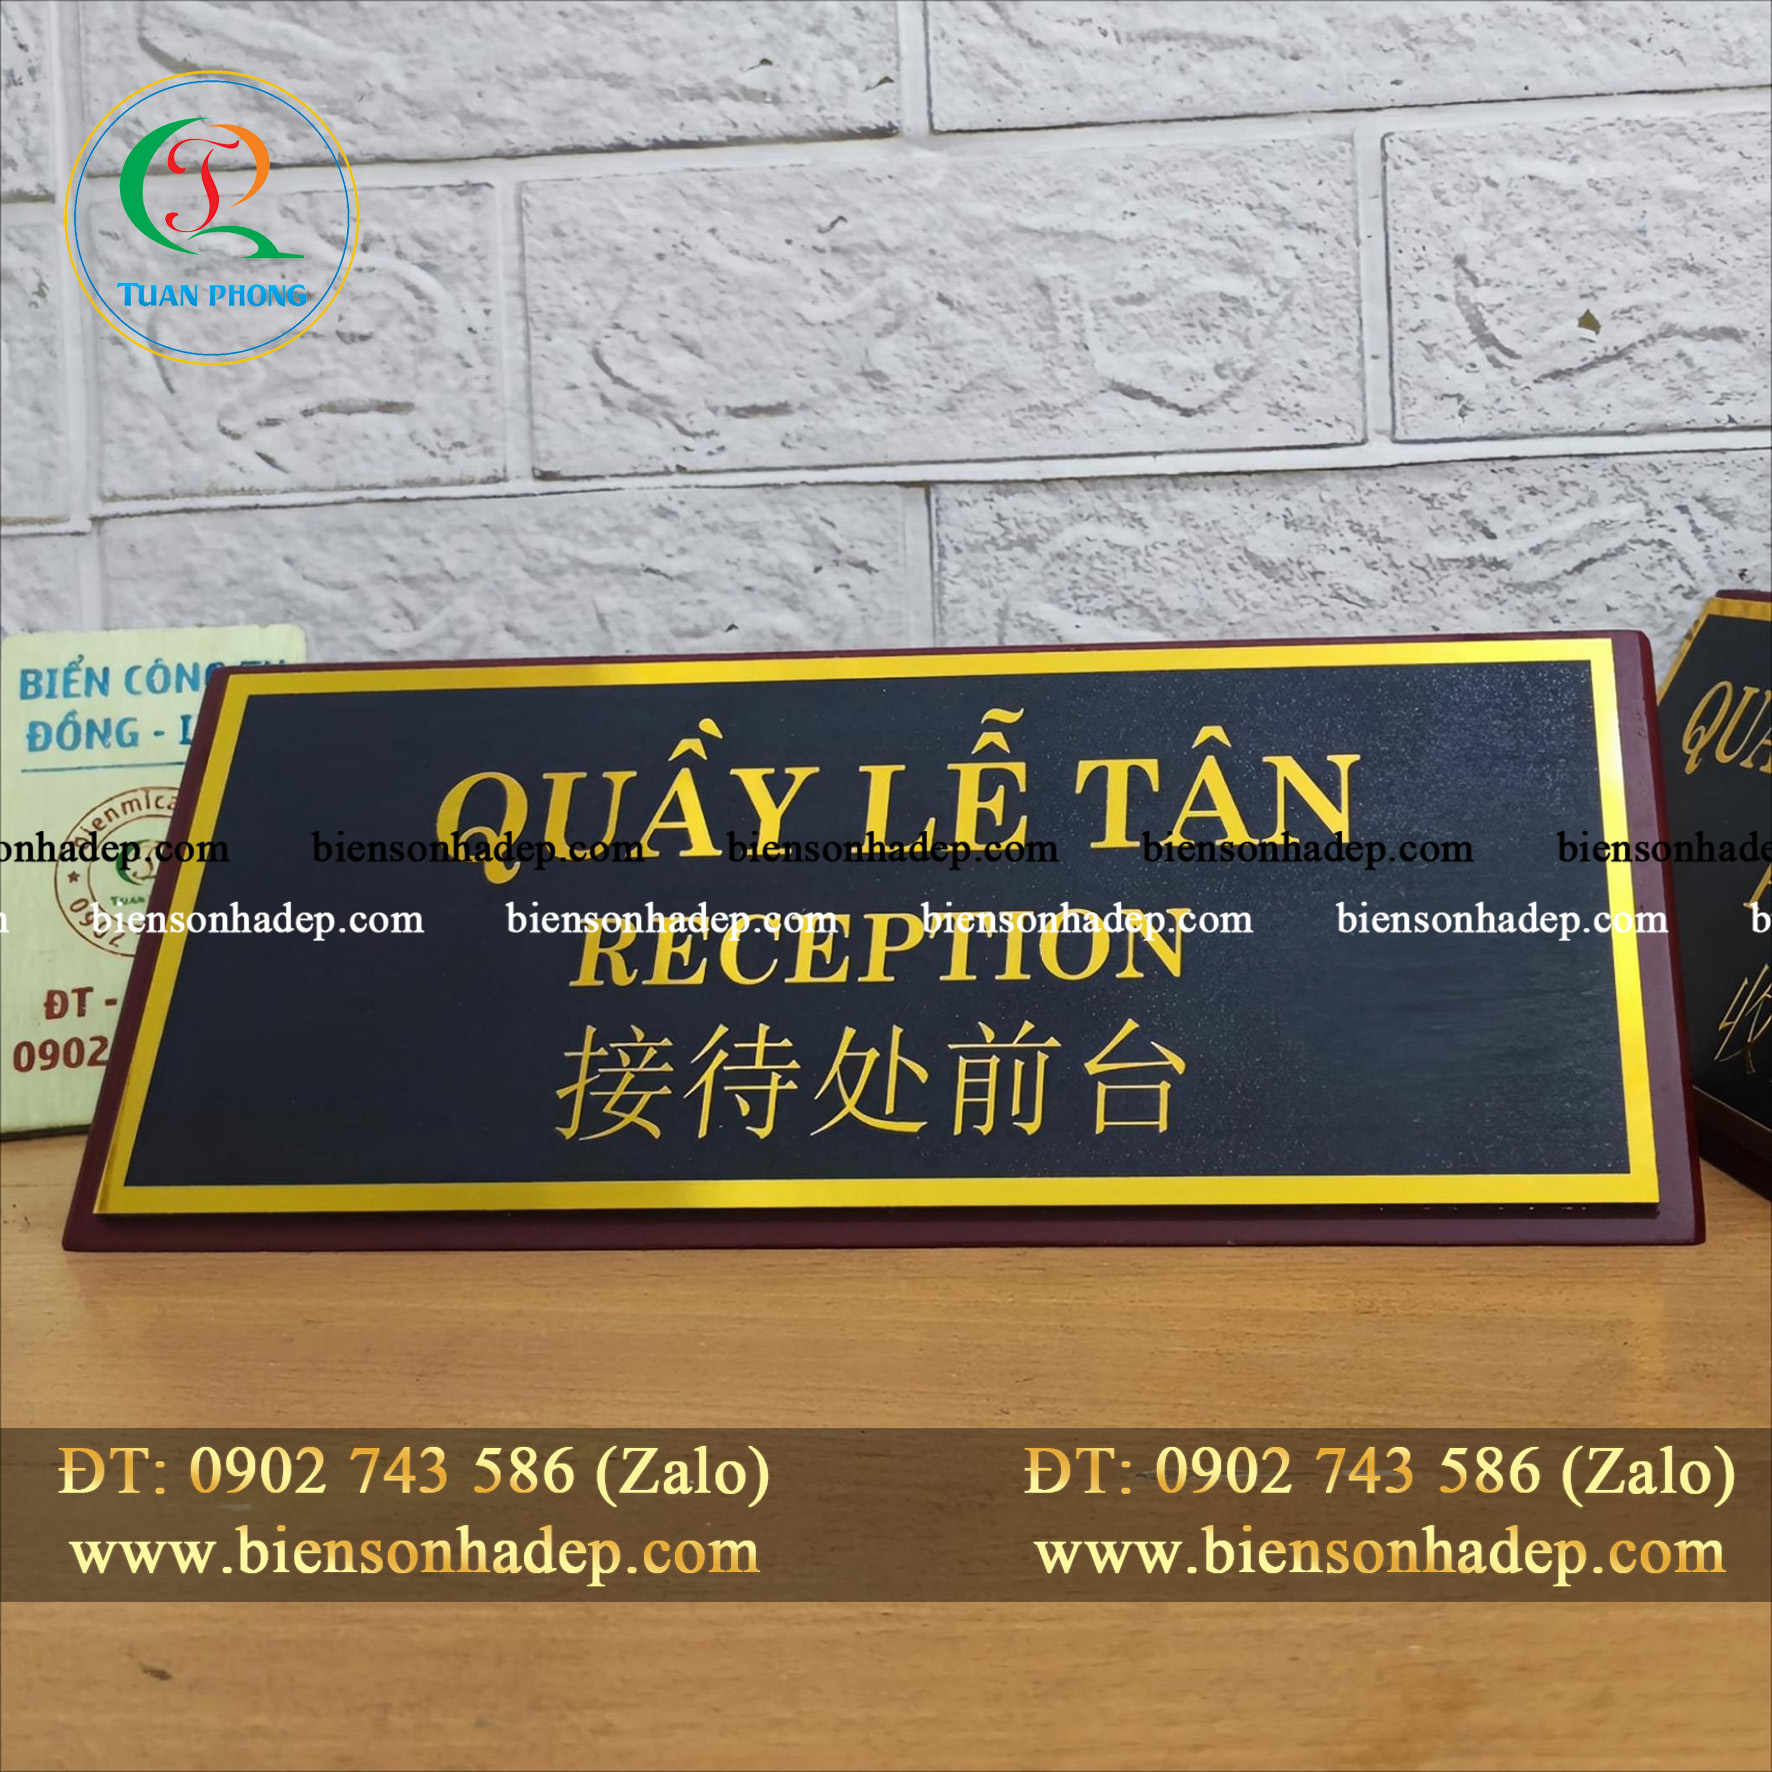 TUAN PHONG
BIỂN CÔNG
ĐỒNG -
bienmica
ĐT -
0902
QUẦY LỄ TÂN
RECEPTION
接待处前台
biensonhadep.com biensonhadep.com biensonhadep.com
biensonhadep.com biensonhadep.com biensonhadep.com biensonhadep.com
ĐT: 0902 743 586 (Zalo)
www.biensonhadep.com
ĐT: 0902 743 586 (Zalo)
www.biensonhadep.com